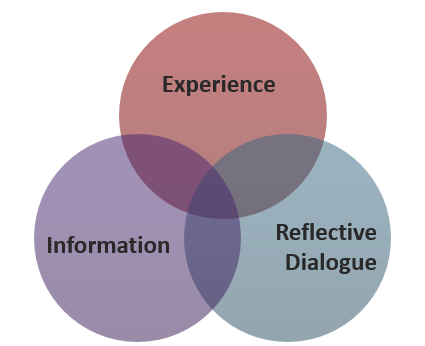 Experience
Information
Reflective
Dialogue